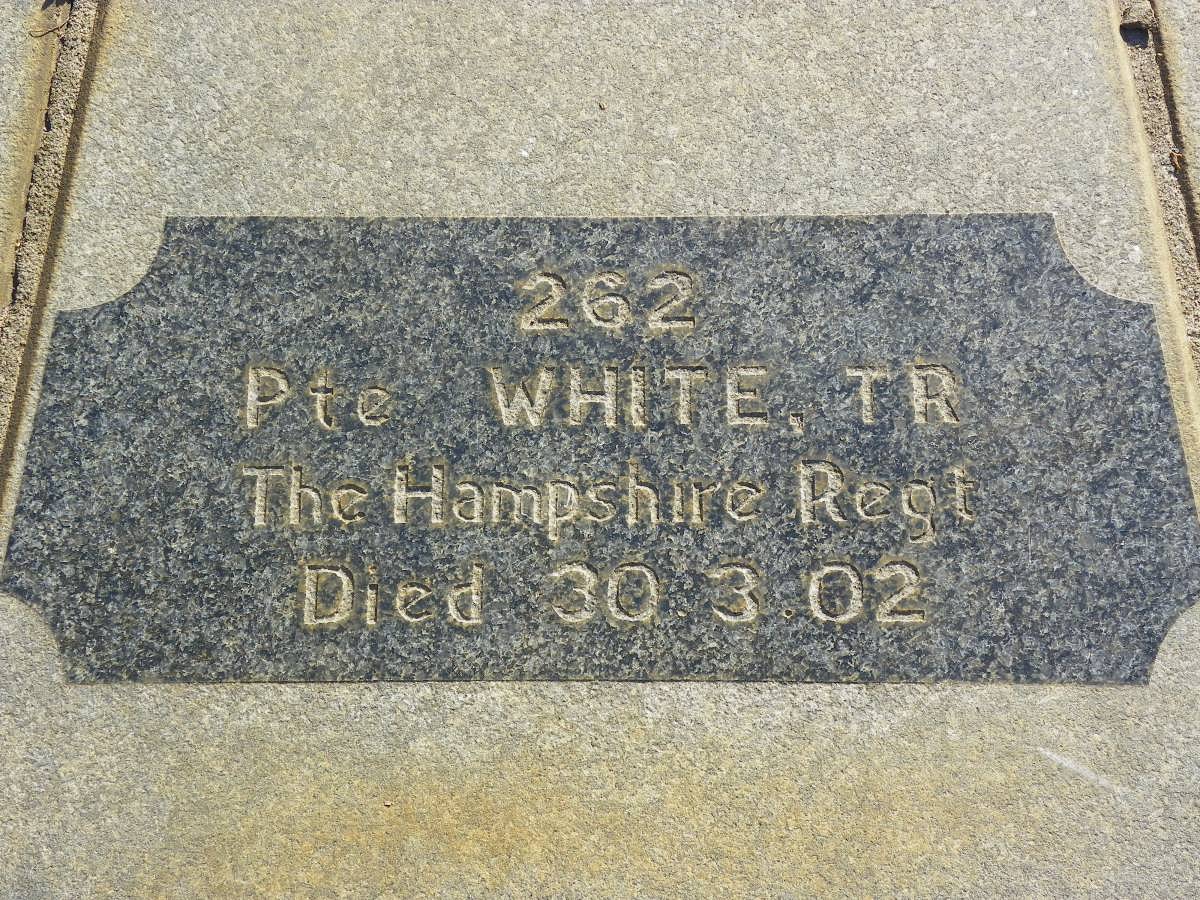 262
Pte WHITE, TR
The Hampshire Regt
Died 30.3.02